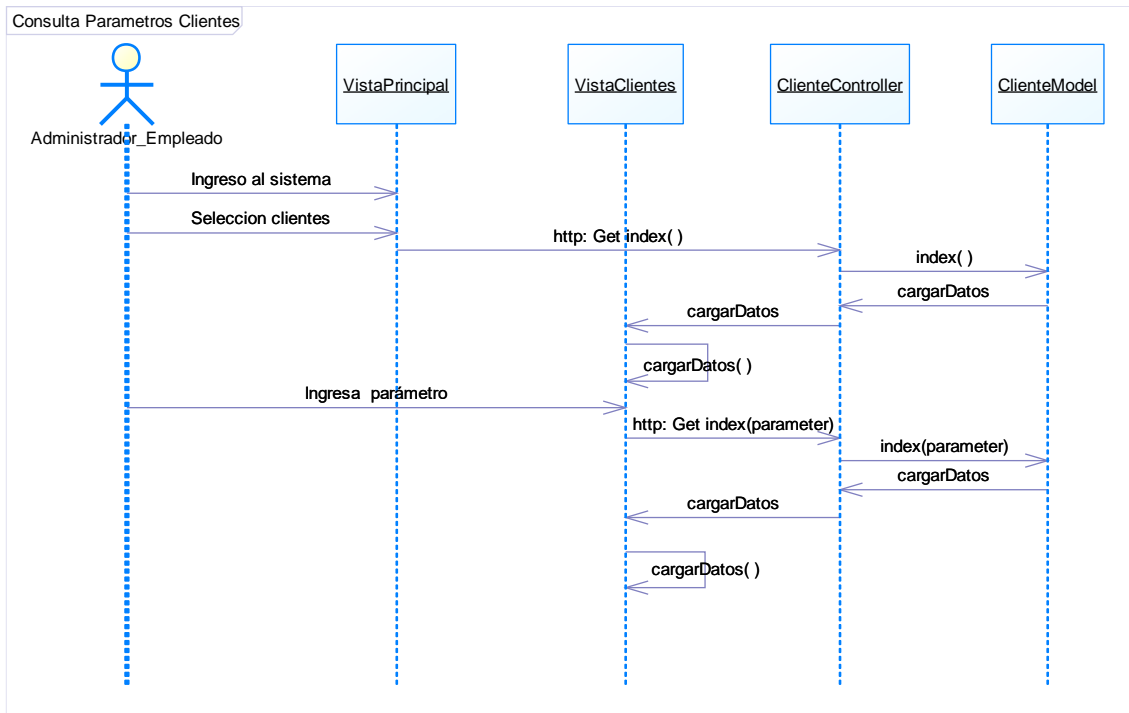 Consulta Parametros Clientes
Administrador_Empleado
VistaPrincipal
VistaClientes
ClienteController
ClienteModel
Ingreso al sistema
Seleccion clientes
http: Get index( )
index( )
cargarDatos
cargarDatos
cargarDatos( )
Ingresa parámetro
http: Get index(parameter)
index(parameter)
cargarDatos
cargarDatos
cargarDatos( )